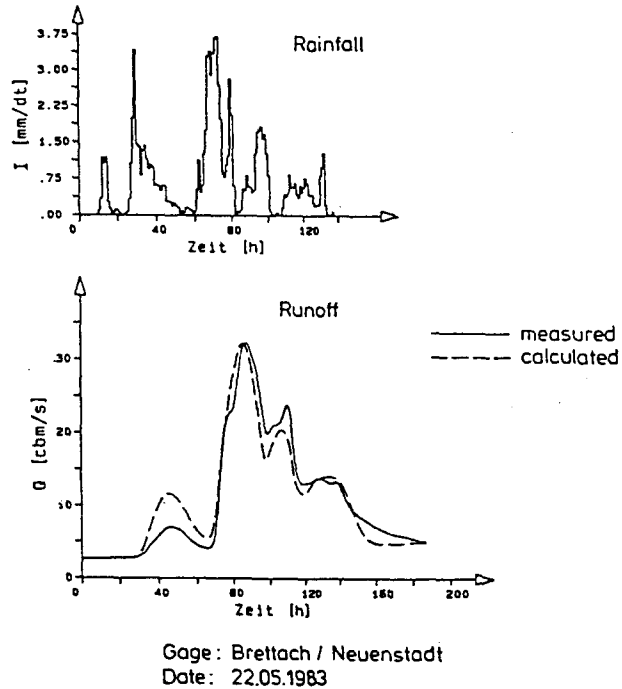 Rainfall
I [mm/dt]
3.75
3.00
2.25
1.50
.75
.00
0 40 80 120
Zeit [h]
Runoff
measured
calculated
Q [cbm/s]
30
20
10
0
0 40 80 120 160 200
Zeit [h]
Gage: Brettach / Neuenstadt
Date: 22.05.1983